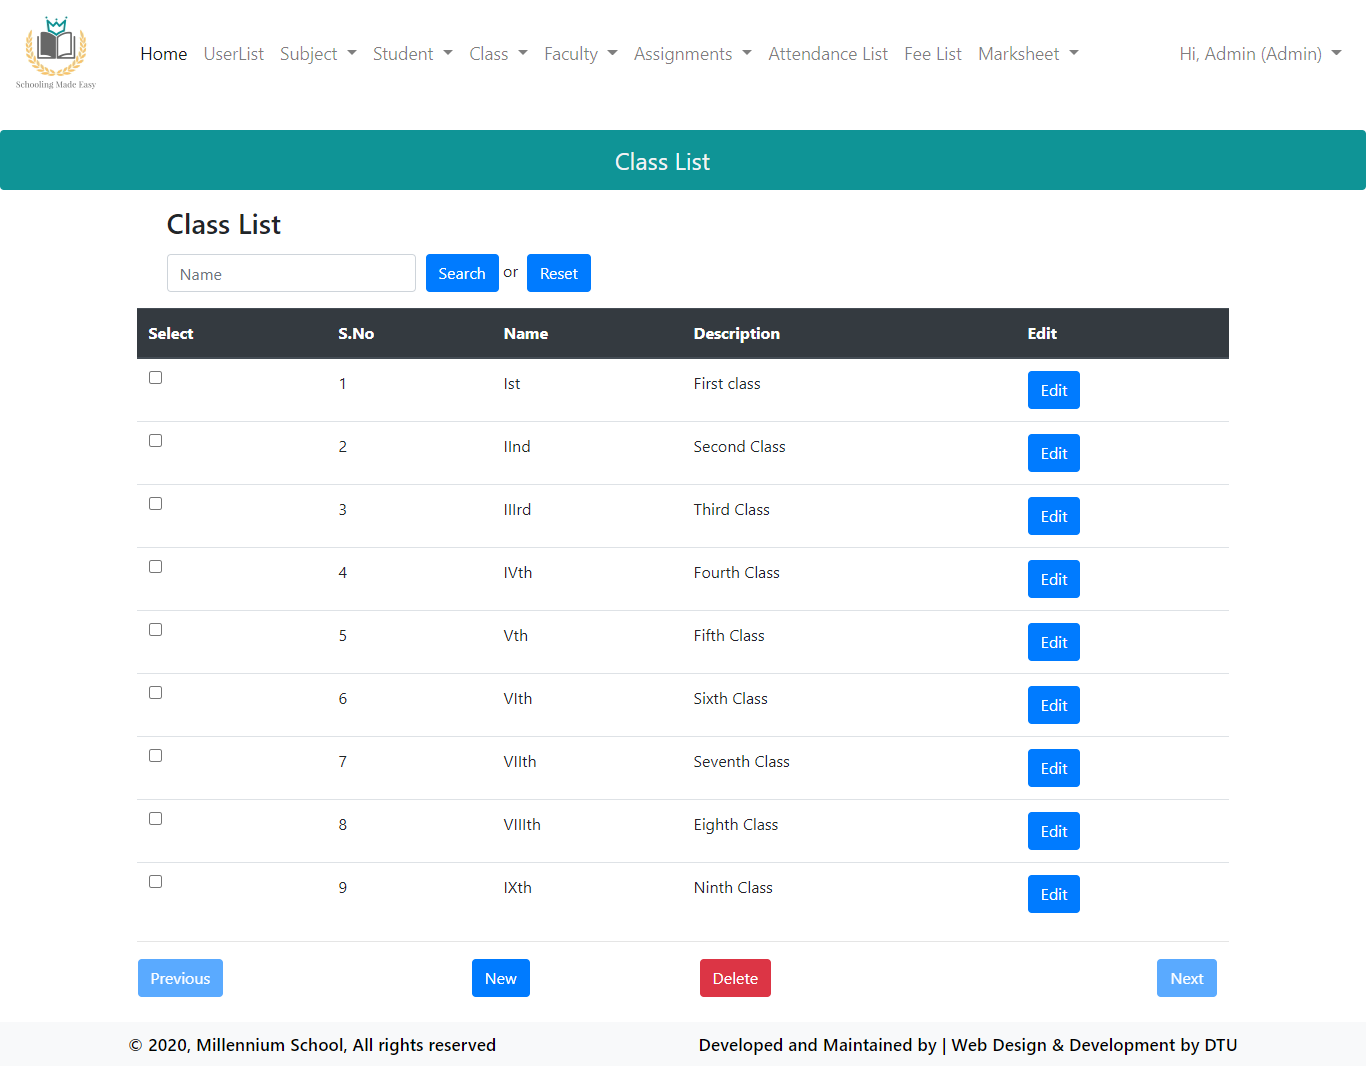 Schooling Made Easy
Home UserList Subject Student Class Faculty Assignments Attendance List Fee List Marksheet Hi, Admin (Admin)
Class List
Class List
Name Search or Reset
Select S.No Name Description Edit
1 Ist First class Edit
2 IInd Second Class Edit
3 IIIrd Third Class Edit
4 IVth Fourth Class Edit
5 Vth Fifth Class Edit
6 VIth Sixth Class Edit
7 VIIth Seventh Class Edit
8 VIIIth Eighth Class Edit
9 IXth Ninth Class Edit
Previous New Delete Next
© 2020, Millennium School, All rights reserved Developed and Maintained by | Web Design & Development by DTU